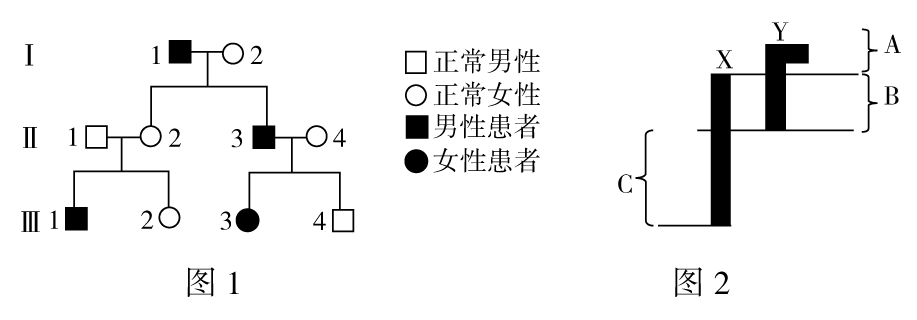 Ⅰ 1 2
Ⅱ 1 2 3 4
Ⅲ 1 2 3 4
图 1
正常男性
正常女性
男性患者
女性患者
X Y
A
B
C
图 2